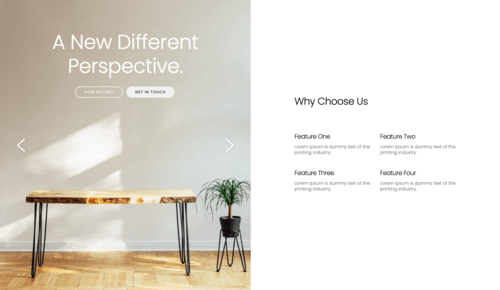 A New Different
Perspective.
VIEW GALLERY
GET IN TOUCH
Why Choose Us
Feature One
Lorem Ipsum is dummy text of the
printing industry.
Feature Two
Lorem Ipsum is dummy text of the
printing industry.
Feature Three
Lorem Ipsum is dummy text of the
printing industry.
Feature Four
Lorem Ipsum is dummy text of the
printing industry.